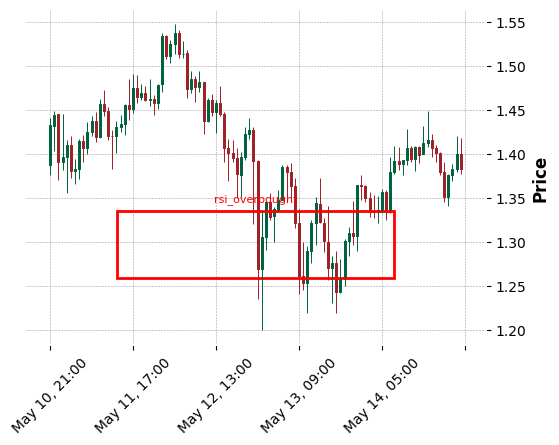 1.55
1.50
1.45
1.40
1.35
1.30
1.25
1.20
Price
rsi_overbought
May 10, 21:00
May 11, 17:00
May 12, 13:00
May 13, 09:00
May 14, 05:00